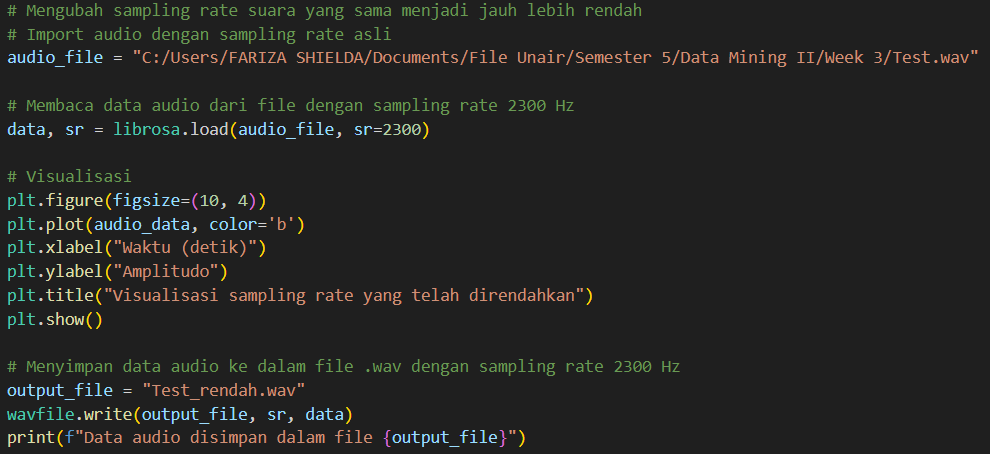 # Mengubah sampling rate suara yang sama menjadi jauh lebih rendah
# Import audio dengan sampling rate asli
audio_file = "C:/Users/FARIZA SHIELDA/Documents/File Unair/Semester 5/Data Mining II/Week 3/Test.wav"
# Membaca data audio dari file dengan sampling rate 2300 Hz
data, sr = librosa.load(audio_file, sr=2300)
# Visualisasi
plt.figure(figsize=(10, 4))
plt.plot(audio_data, color='b')
plt.xlabel("Waktu (detik)")
plt.ylabel("Amplitudo")
plt.title("Visualisasi sampling rate yang telah direndahkan")
plt.show()
# Menyimpan data audio ke dalam file .wav dengan sampling rate 2300 Hz
output_file = "Test_rendah.wav"
wavfile.write(output_file, sr, data)
print(f"Data audio disimpan dalam file {output_file}")